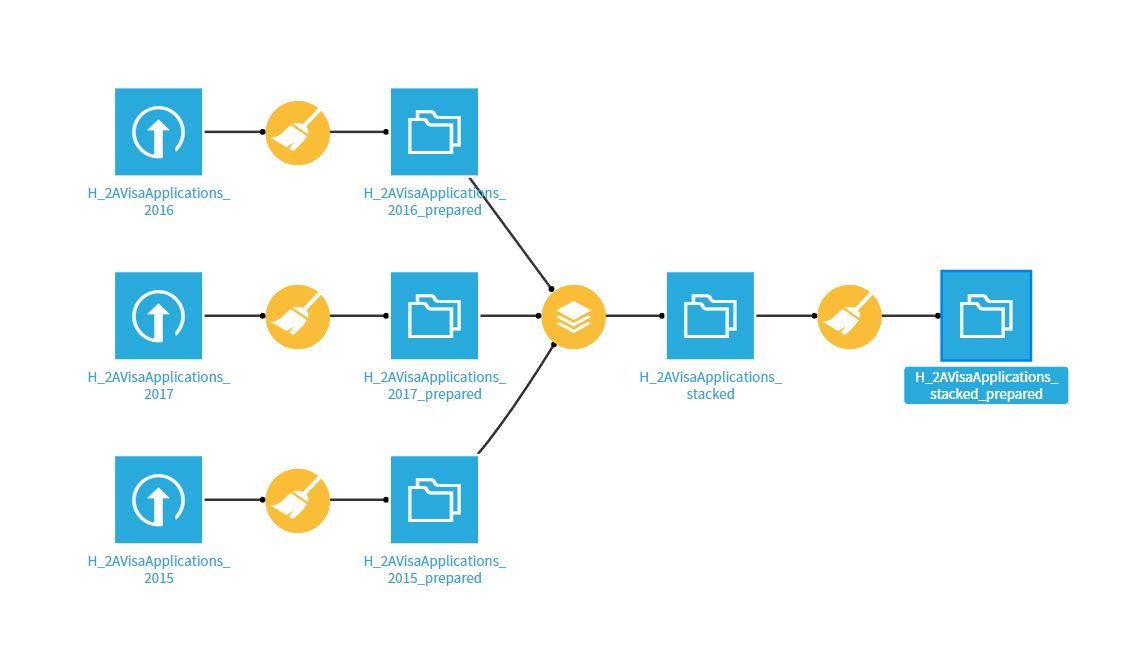 H_2AVisaApplications_
2016
H_2AVisaApplications_
2016_prepared
H_2AVisaApplications_
2017
H_2AVisaApplications_
2017_prepared
H_2AVisaApplications_
stacked
H_2AVisaApplications_
stacked_prepared
H_2AVisaApplications_
2015
H_2AVisaApplications_
2015_prepared